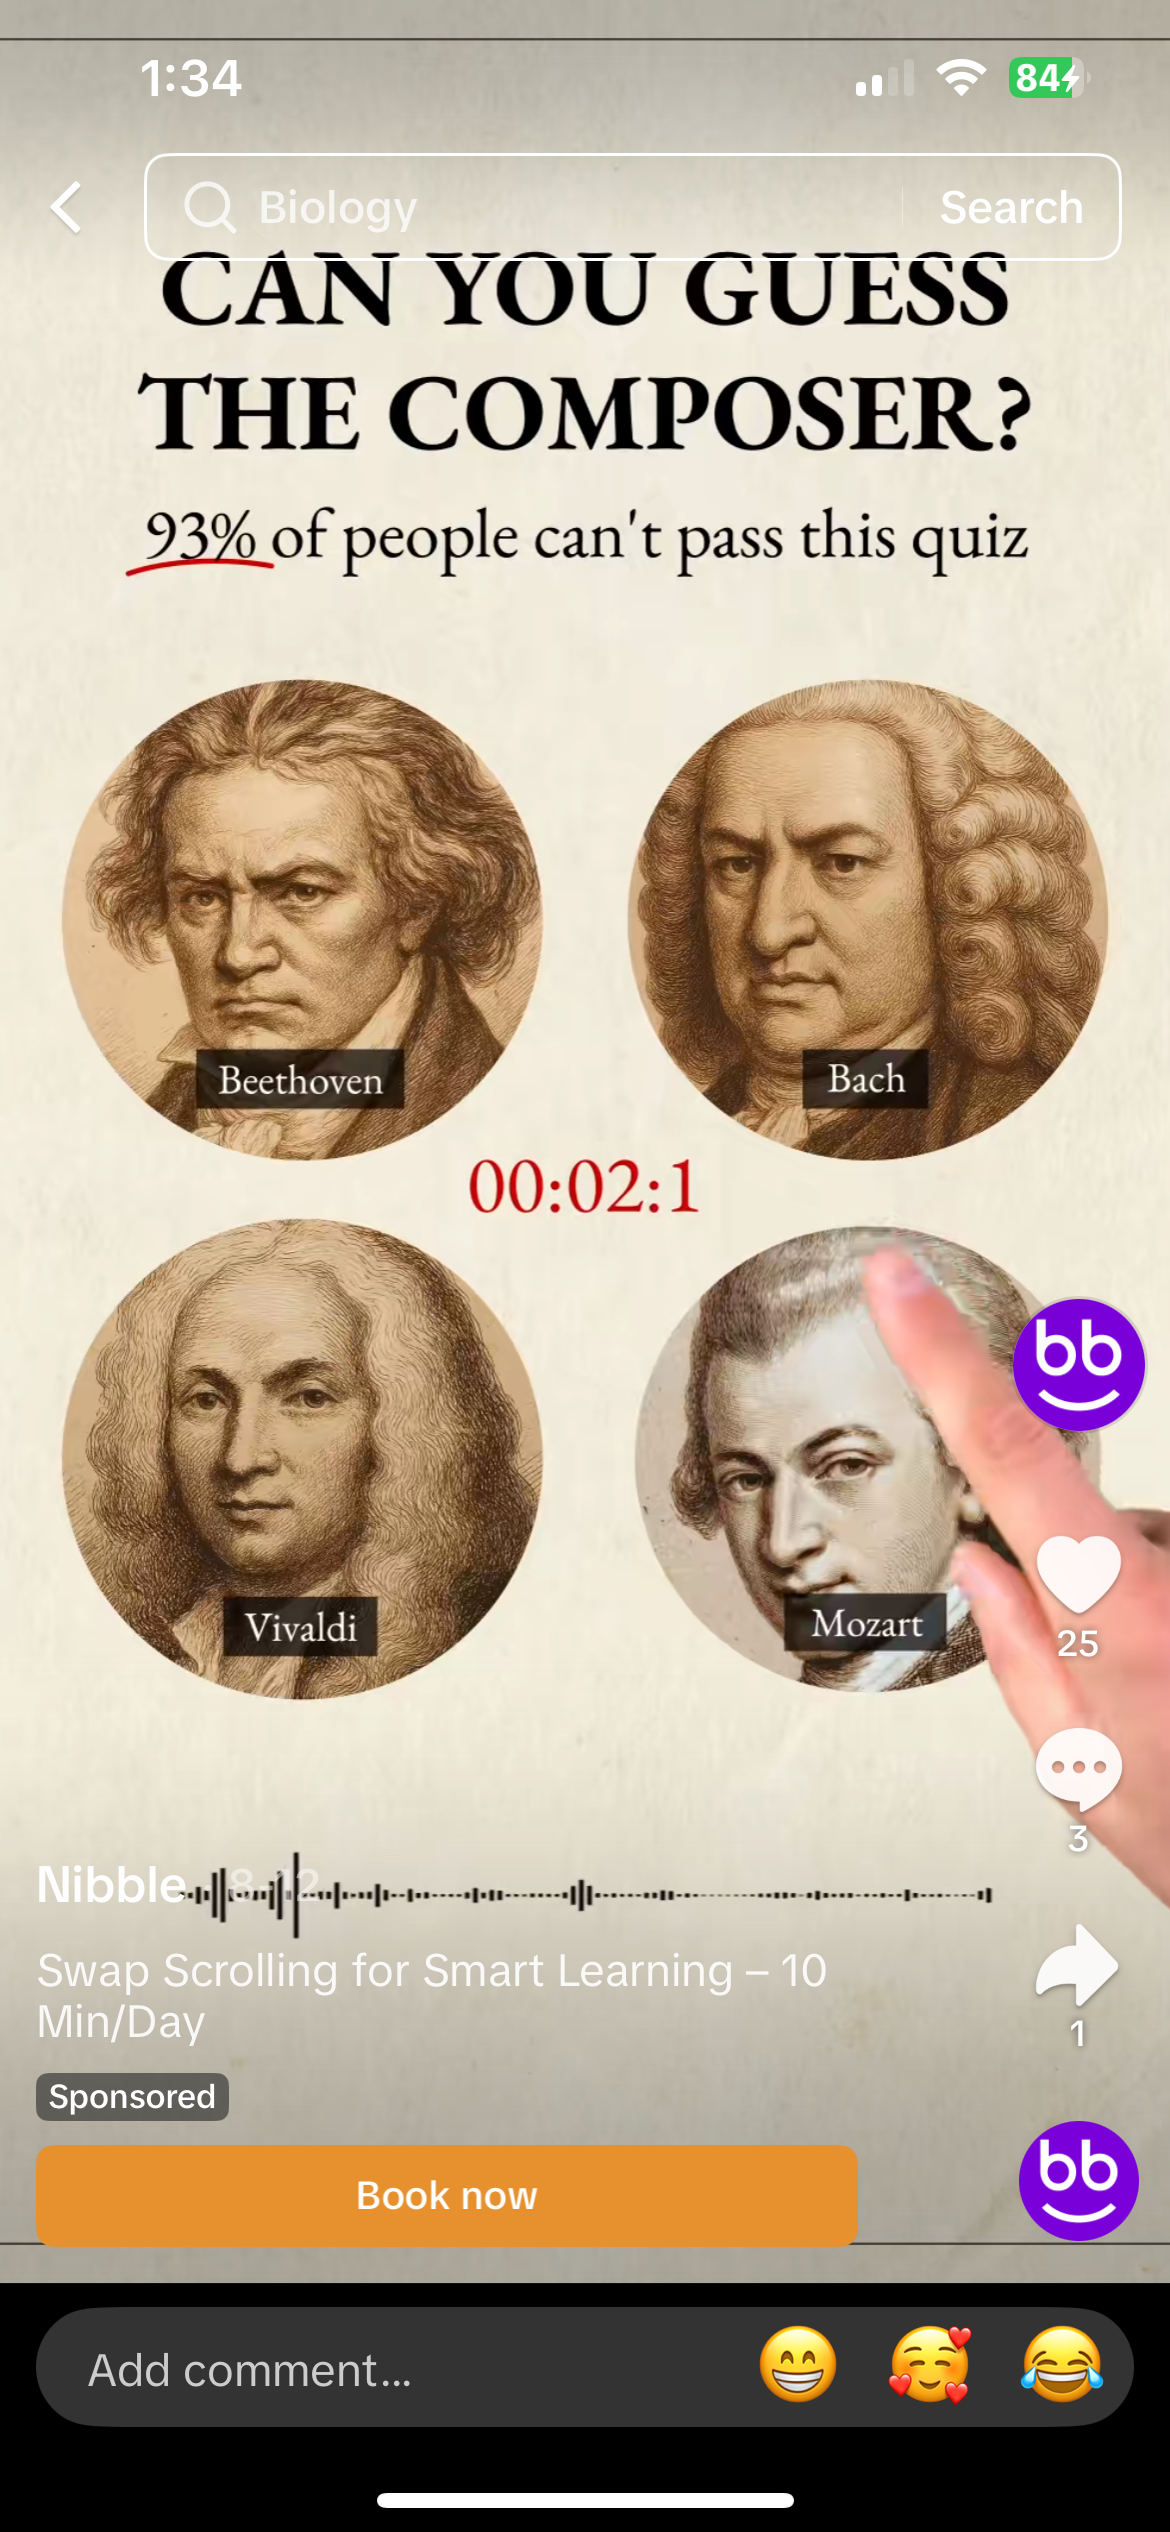 1:34
84
Biology
Search
CAN YOU GUESS
THE COMPOSER?
93% of people can't pass this quiz
Beethoven
Bach
00:02:1
Vivaldi
Mozart
bb
25
3
Nibble · 8-12
Swap Scrolling for Smart Learning – 10
Min/Day
1
Sponsored
Book now
bb
Add comment...